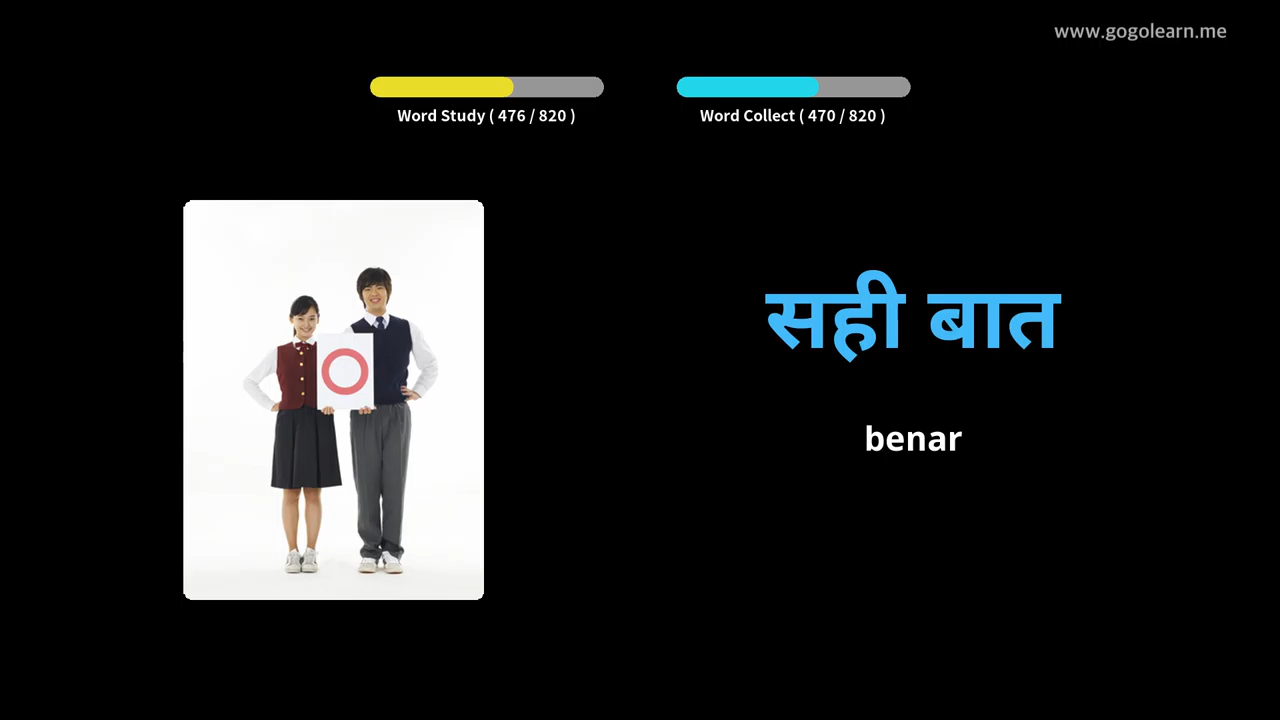 www.gogolearn.me
Word Study ( 476 / 820 )
Word Collect ( 470 / 820 )
सही बात
benar